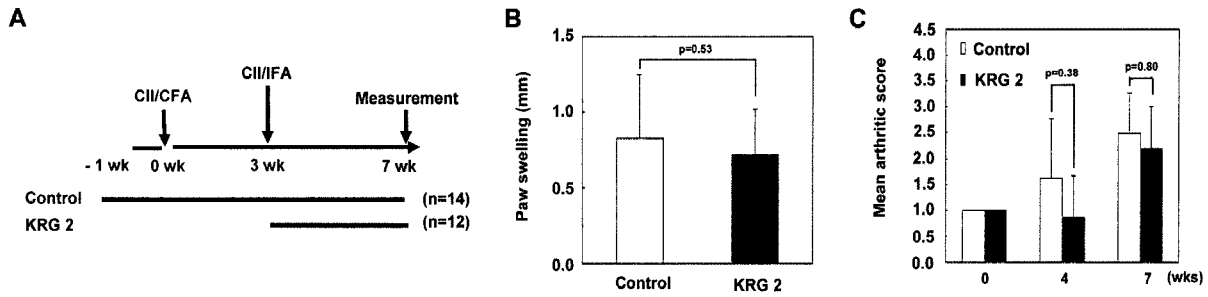 A
CII/CFA
CII/IFA
Measurement
- 1 wk
0 wk
3 wk
7 wk
Control
(n=14)
KRG 2
(n=12)
B
Paw swelling (mm)
1.5
1.0
0.5
0.0
p=0.53
Control
KRG 2
C
Mean arthritic score
4.5
4.0
3.5
3.0
2.5
2.0
1.5
1.0
0.5
0.0
Control
KRG 2
p=0.38
p=0.80
0
4
7
(wks)